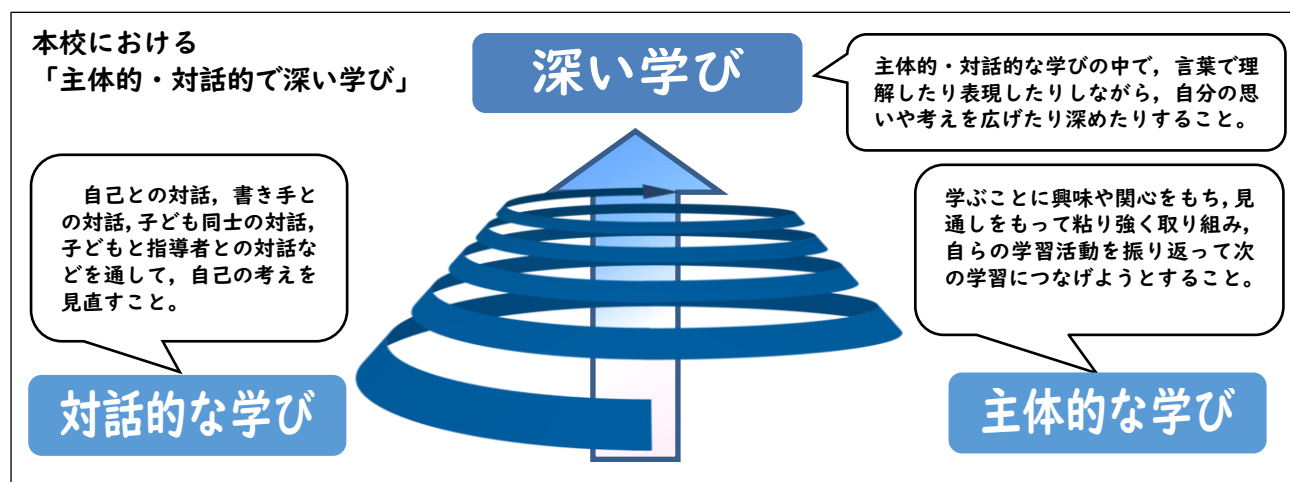 本校における
「主体的・対話的で深い学び」
深い学び
主体的・対話的な学びの中で，言葉で理
解したり表現したりしながら，自分の思
いや考えを広げたり深めたりすること。
自己との対話，書き手と
の対話，子ども同士の対話，
子どもと指導者との対話な
どを通して，自己の考えを
見直すこと。
学ぶことに興味や関心をもち，見
通しをもって粘り強く取り組み，
自らの学習活動を振り返って次
の学習につなげようとすること。
対話的な学び
主体的な学び